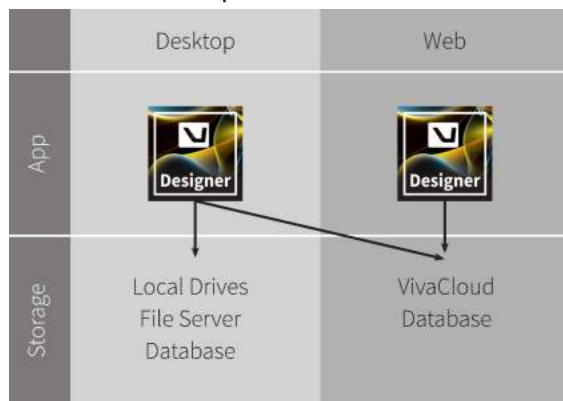 Desktop
Web
App
V
Designer
V
Designer
Storage
Local Drives
File Server
Database
VivaCloud
Database